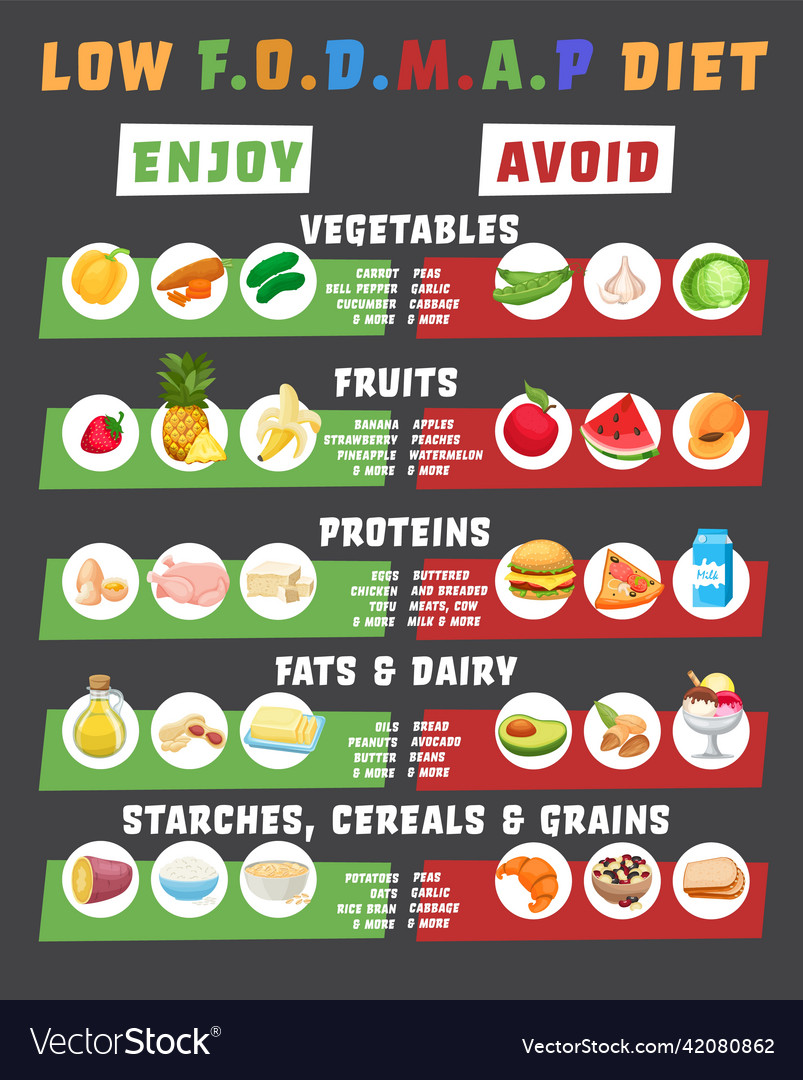 LOW F.O.D.M.A.P DIET
ENJOY
AVOID
VEGETABLES
CARROT
BELL PEPPER
CUCUMBER
& MORE
PEAS
GARLIC
CABBAGE
& MORE
FRUITS
BANANA
STRAWBERRY
PINEAPPLE
& MORE
APPLES
PEACHES
WATERMELON
& MORE
PROTEINS
EGGS
CHICKEN
TOFU
& MORE
BUTTERED
AND BREADED
MEATS, COW
MILK & MORE
Milk
FATS & DAIRY
OILS
PEANUTS
BUTTER
& MORE
BREAD
AVOCADO
BEANS
& MORE
STARCHES, CEREALS & GRAINS
POTATOES
OATS
RICE BRAN
& MORE
PEAS
GARLIC
CABBAGE
& MORE
VectorStock®
VectorStock.com/42080862